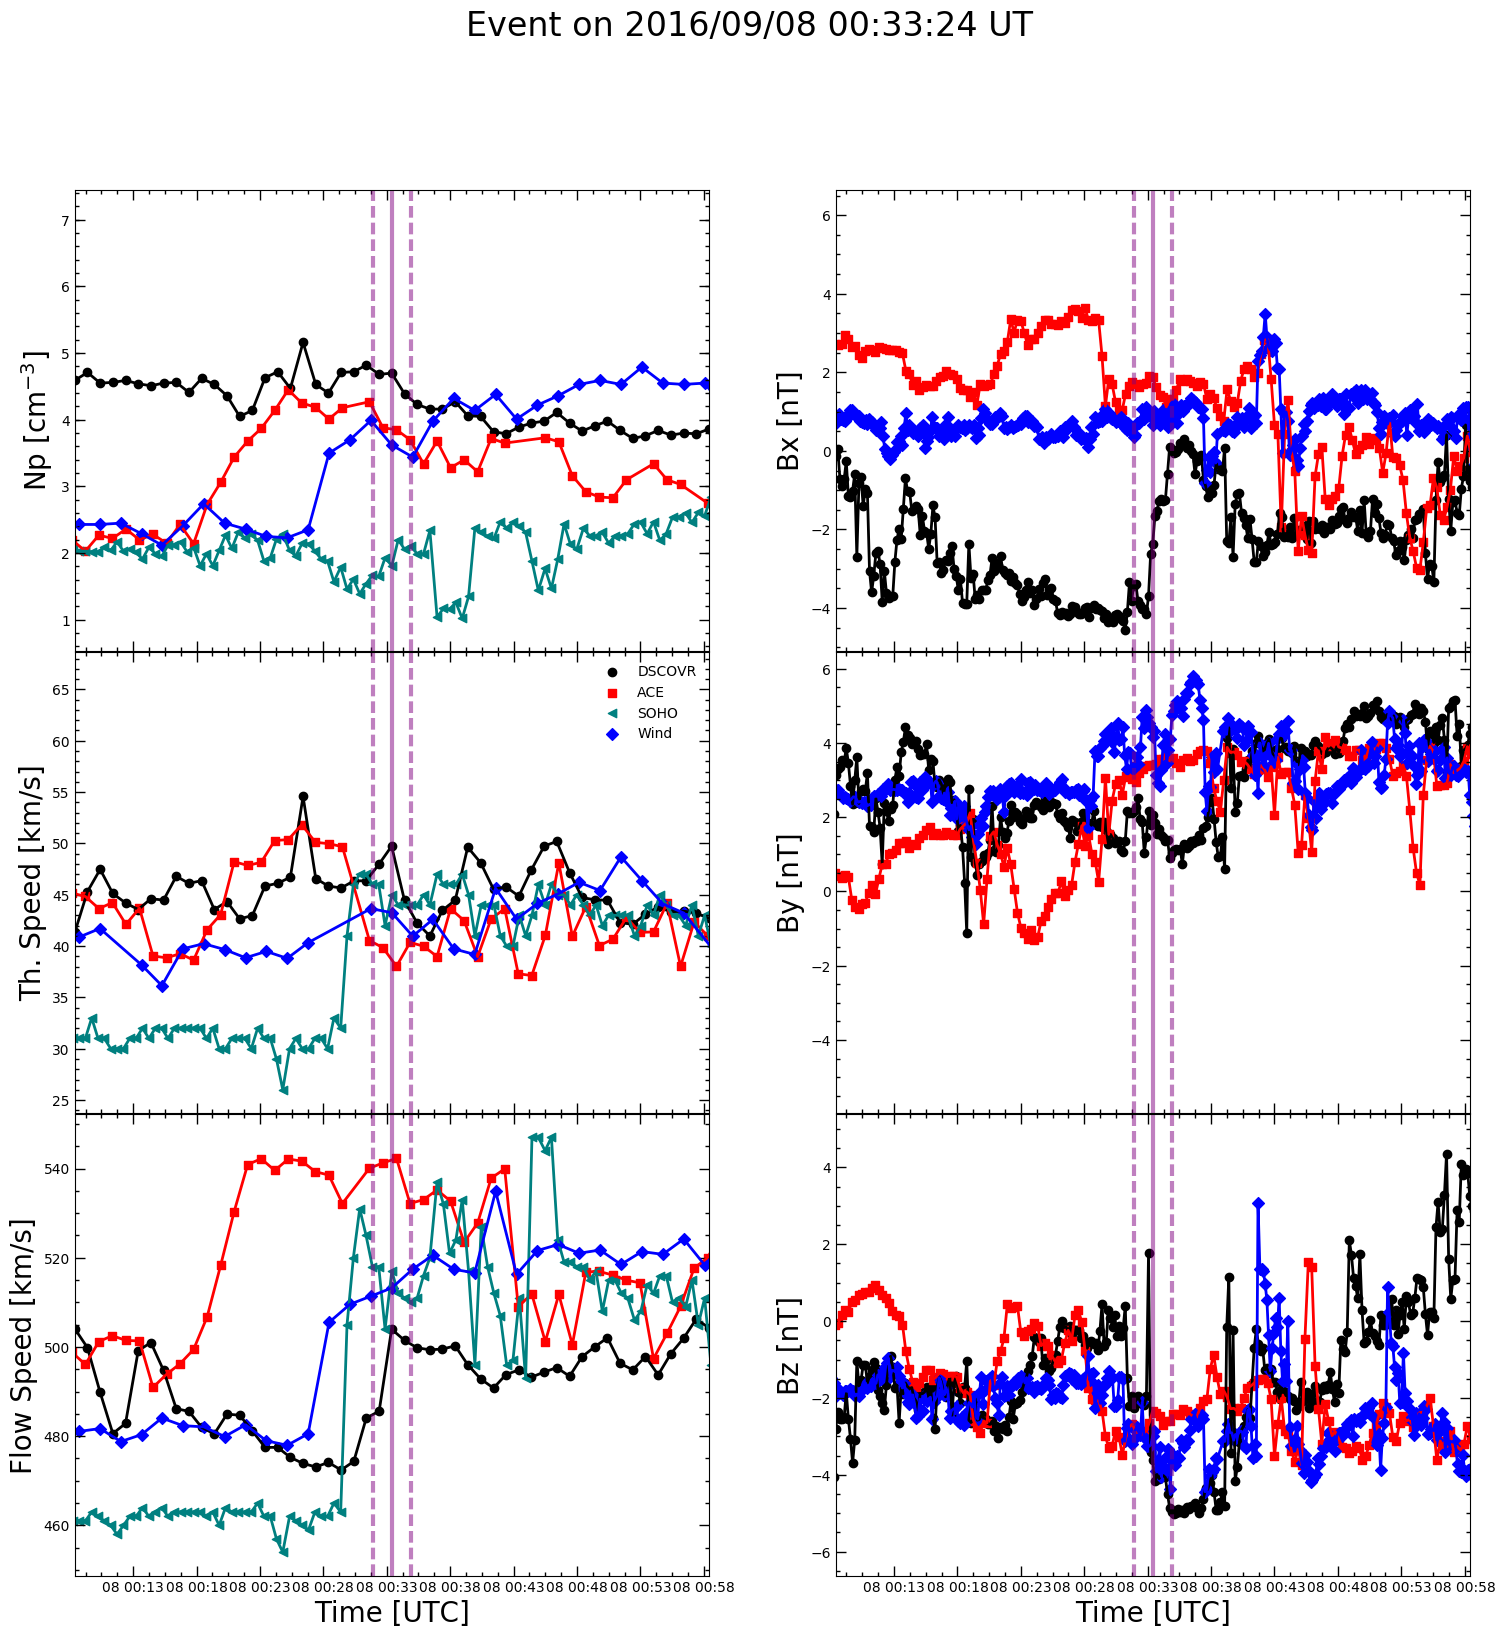 Event on 2016/09/08 00:33:24 UT
Np [cm⁻³]
7
6
5
4
3
2
1
Bx [nT]
6
4
2
0
−2
−4
Th. Speed [km/s]
65
60
55
50
45
40
35
30
25
DSCOVR
ACE
SOHO
Wind
By [nT]
6
4
2
0
−2
−4
Flow Speed [km/s]
540
520
500
480
460
Bz [nT]
4
2
0
−2
−4
−6
08 00:13 08 00:18 08 00:23 08 00:28 08 00:33 08 00:38 08 00:43 08 00:48 08 00:53 08 00:58
Time [UTC]
08 00:13 08 00:18 08 00:23 08 00:28 08 00:33 08 00:38 08 00:43 08 00:48 08 00:53 08 00:58
Time [UTC]